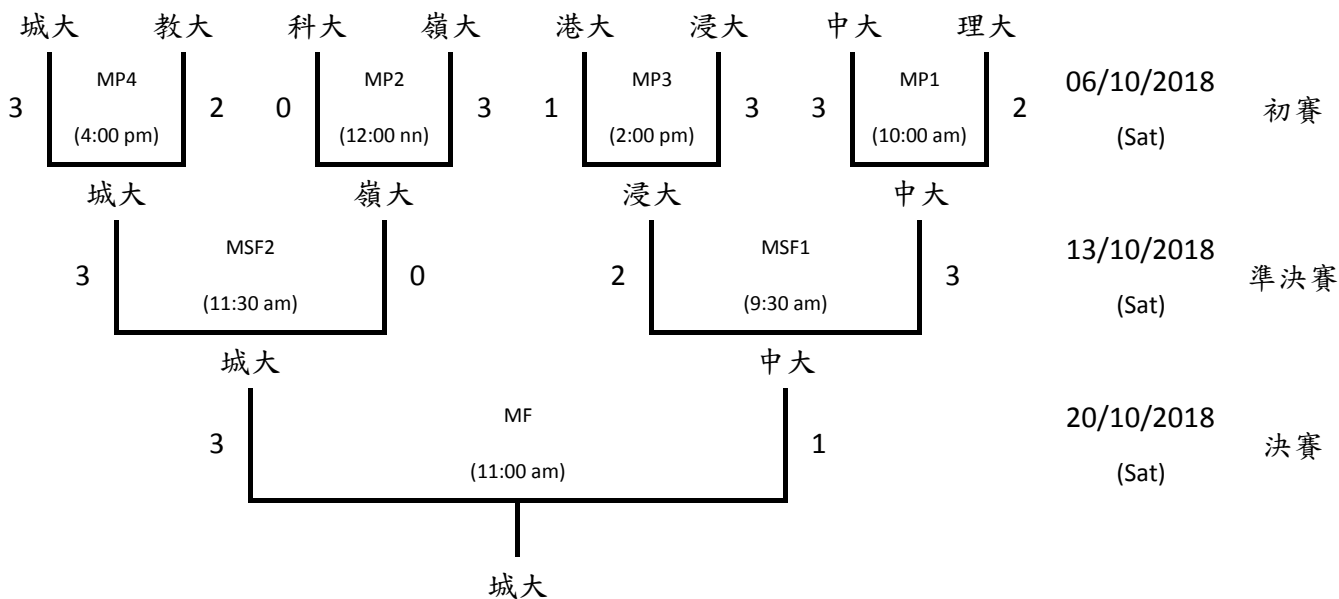 城大 教大 科大 嶺大 港大 浸大 中大 理大
MP4 MP2 MP3 MP1 06/10/2018
3 2 0 3 1 3 3 2 初賽
(4:00 pm) (12:00 nn) (2:00 pm) (10:00 am) (Sat)
城大 嶺大 浸大 中大
MSF2 MSF1 13/10/2018
3 0 2 3 準決賽
(11:30 am) (9:30 am) (Sat)
城大 中大
MF 20/10/2018
3 1 決賽
(11:00 am) (Sat)
城大